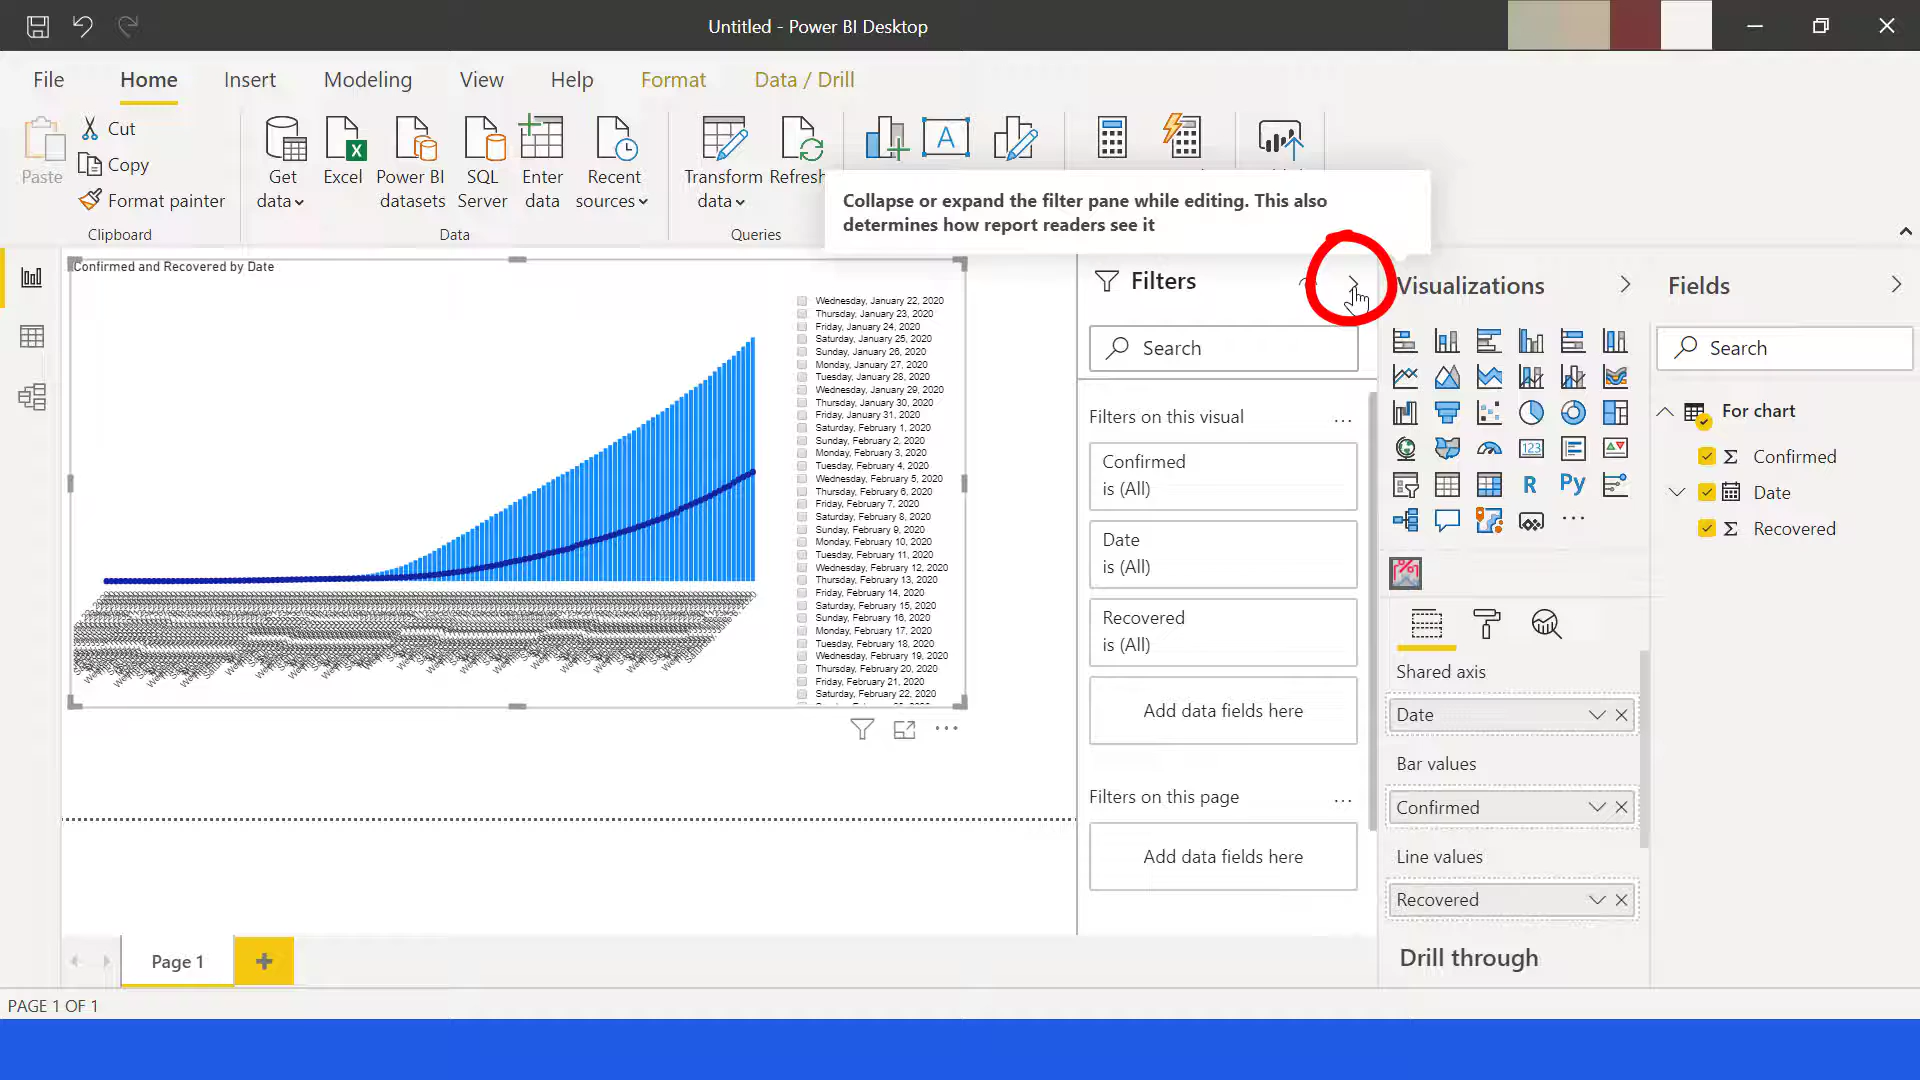 Untitled - Power BI Desktop
File
Home
Insert
Modeling
View
Help
Format
Data / Drill
Paste
Cut
Copy
Format painter
Clipboard
Get
data
Excel
Power BI
datasets
SQL
Server
Enter
data
Recent
sources
Data
Transform
data
Refresh
Queries
Collapse or expand the filter pane while editing. This also
determines how report readers see it
Confirmed and Recovered by Date
Wednesday, January 22, 2020
Thursday, January 23, 2020
Friday, January 24, 2020
Saturday, January 25, 2020
Sunday, January 26, 2020
Monday, January 27, 2020
Tuesday, January 28, 2020
Wednesday, January 29, 2020
Thursday, January 30, 2020
Friday, January 31, 2020
Saturday, February 1, 2020
Sunday, February 2, 2020
Monday, February 3, 2020
Tuesday, February 4, 2020
Wednesday, February 5, 2020
Thursday, February 6, 2020
Friday, February 7, 2020
Saturday, February 8, 2020
Sunday, February 9, 2020
Monday, February 10, 2020
Tuesday, February 11, 2020
Wednesday, February 12, 2020
Thursday, February 13, 2020
Friday, February 14, 2020
Saturday, February 15, 2020
Sunday, February 16, 2020
Monday, February 17, 2020
Tuesday, February 18, 2020
Wednesday, February 19, 2020
Thursday, February 20, 2020
Friday, February 21, 2020
Saturday, February 22, 2020
Filters
Search
Filters on this visual
...
Confirmed
is (All)
Date
is (All)
Recovered
is (All)
Add data fields here
Filters on this page
...
Add data fields here
Visualizations
123
R
Py
Shared axis
Date
Bar values
Confirmed
Line values
Recovered
Drill through
Fields
Search
For chart
Confirmed
Date
Recovered
Page 1
PAGE 1 OF 1